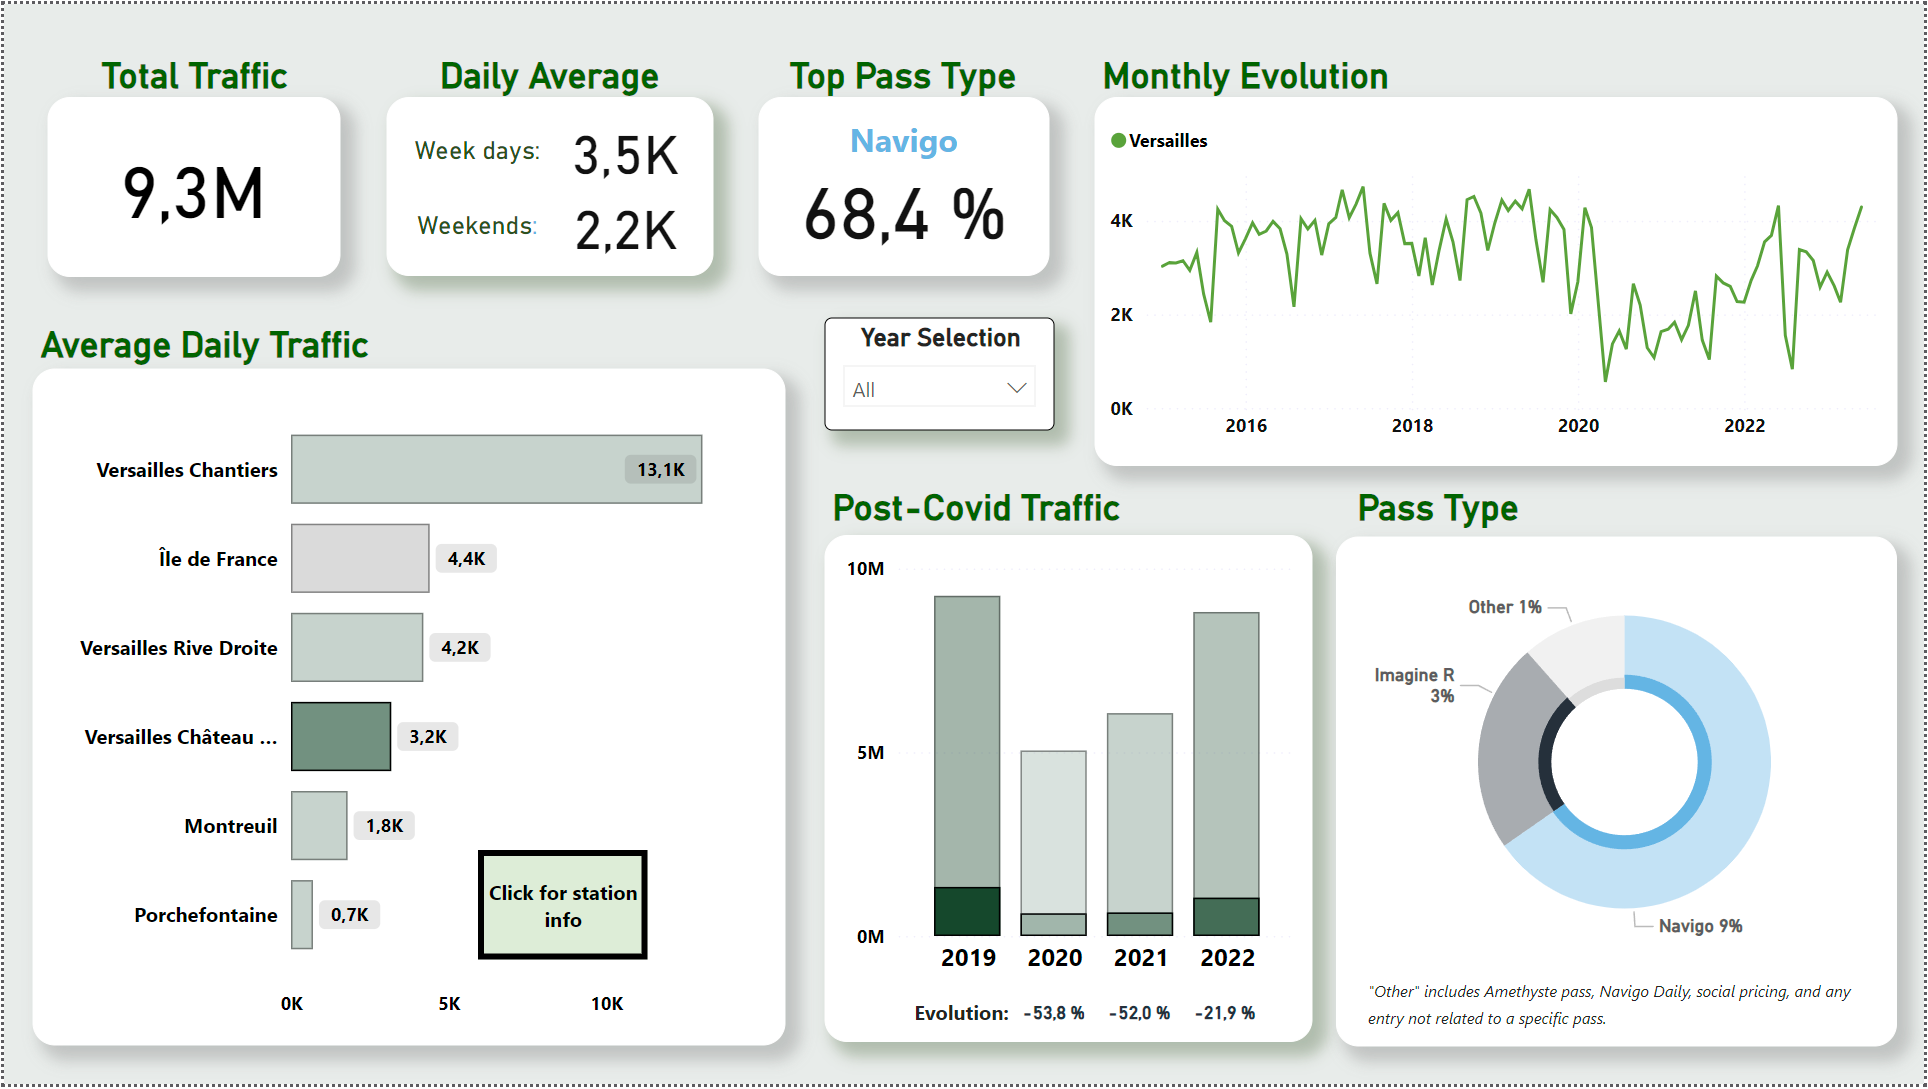 Total Traffic
9,3M
Daily Average
Week days: 3,5K
Weekends: 2,2K
Top Pass Type
Navigo
68,4 %
Monthly Evolution
Versailles
4K
2K
0K
2016 2018 2020 2022
Year Selection
All
Average Daily Traffic
Versailles Chantiers 13,1K
Île de France 4,4K
Versailles Rive Droite 4,2K
Versailles Château ... 3,2K
Montreuil 1,8K
Porchefontaine 0,7K
Click for station
info
0K 5K 10K
Post-Covid Traffic
10M
5M
0M
2019 2020 2021 2022
Evolution: -53,8 % -52,0 % -21,9 %
Pass Type
Other 1%
Imagine R
3%
Navigo 9%
"Other" includes Amethyste pass, Navigo Daily, social pricing, and any
entry not related to a specific pass.